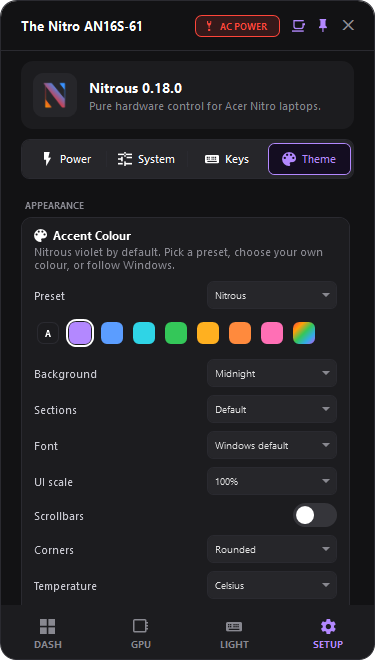 The Nitro AN16S-61
AC POWER
Nitrous 0.18.0
Pure hardware control for Acer Nitro laptops.
Power
System
Keys
Theme
APPEARANCE
Accent Colour
Nitrous violet by default. Pick a preset, choose your own
colour, or follow Windows.
Preset
Nitrous
A
Background
Midnight
Sections
Default
Font
Windows default
UI scale
100%
Scrollbars
Corners
Rounded
Temperature
Celsius
DASH
GPU
LIGHT
SETUP